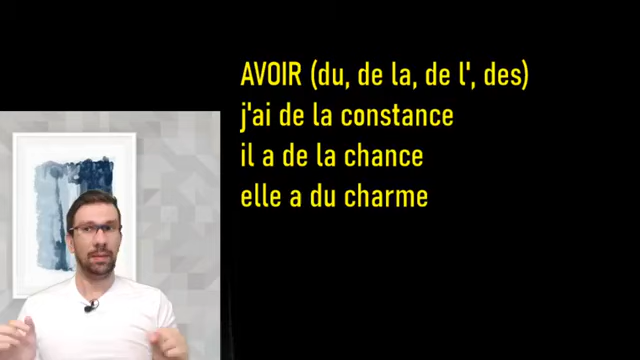 AVOIR (du, de la, de l', des)
j'ai de la constance
il a de la chance
elle a du charme